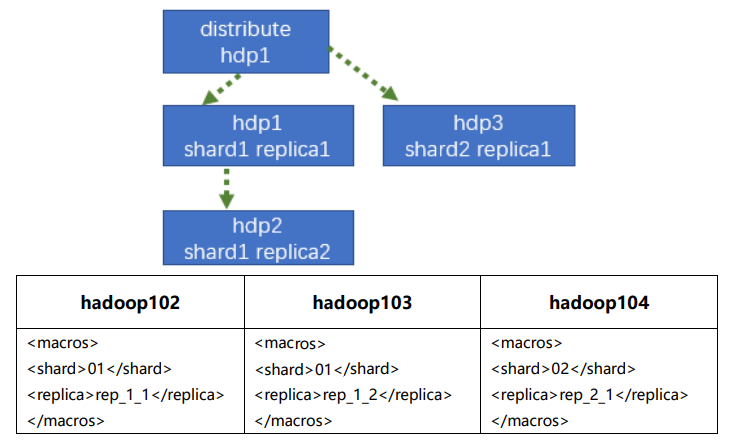 distribute
hdp1
hdp1
shard1 replica1
hdp3
shard2 replica1
hdp2
shard1 replica2
hadoop102
hadoop103
hadoop104
<macros>
<shard>01</shard>
<replica>rep_1_1</replica>
</macros>
<macros>
<shard>01</shard>
<replica>rep_1_2</replica>
</macros>
<macros>
<shard>02</shard>
<replica>rep_2_1</replica>
</macros>